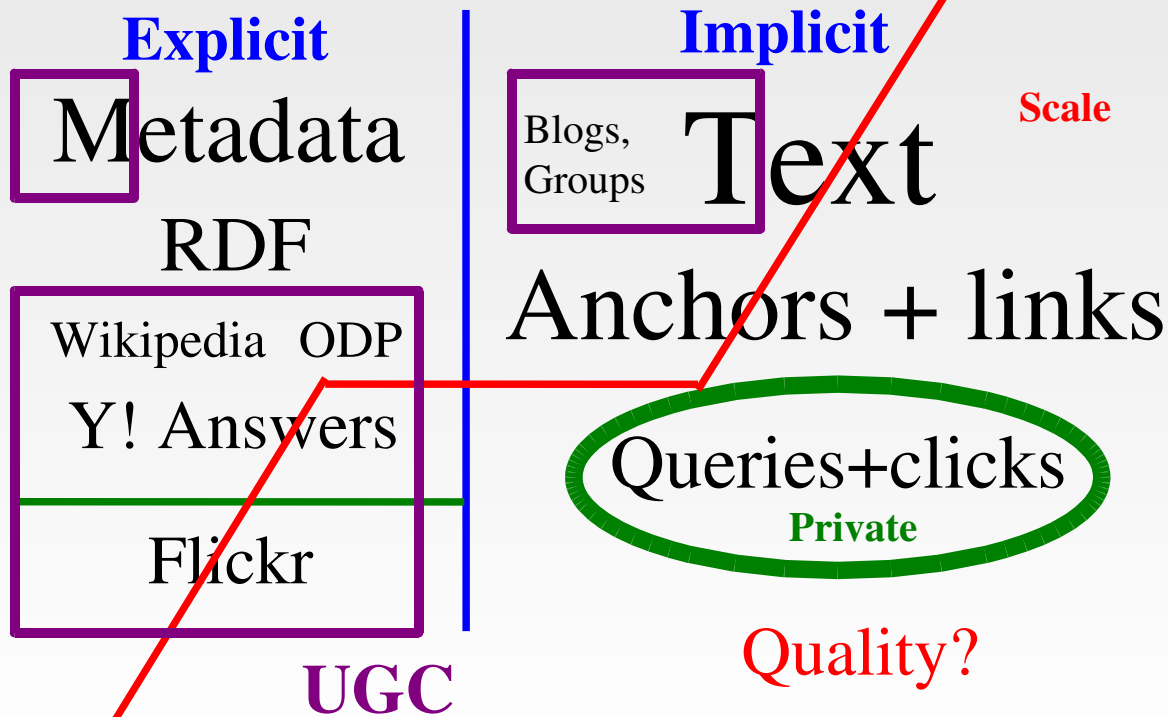 Explicit
Metadata
RDF
Wikipedia ODP
Y! Answers
Flickr
UGC
Implicit
Scale
Blogs,
Groups
Text
Anchors + links
Queries+clicks
Private
Quality?